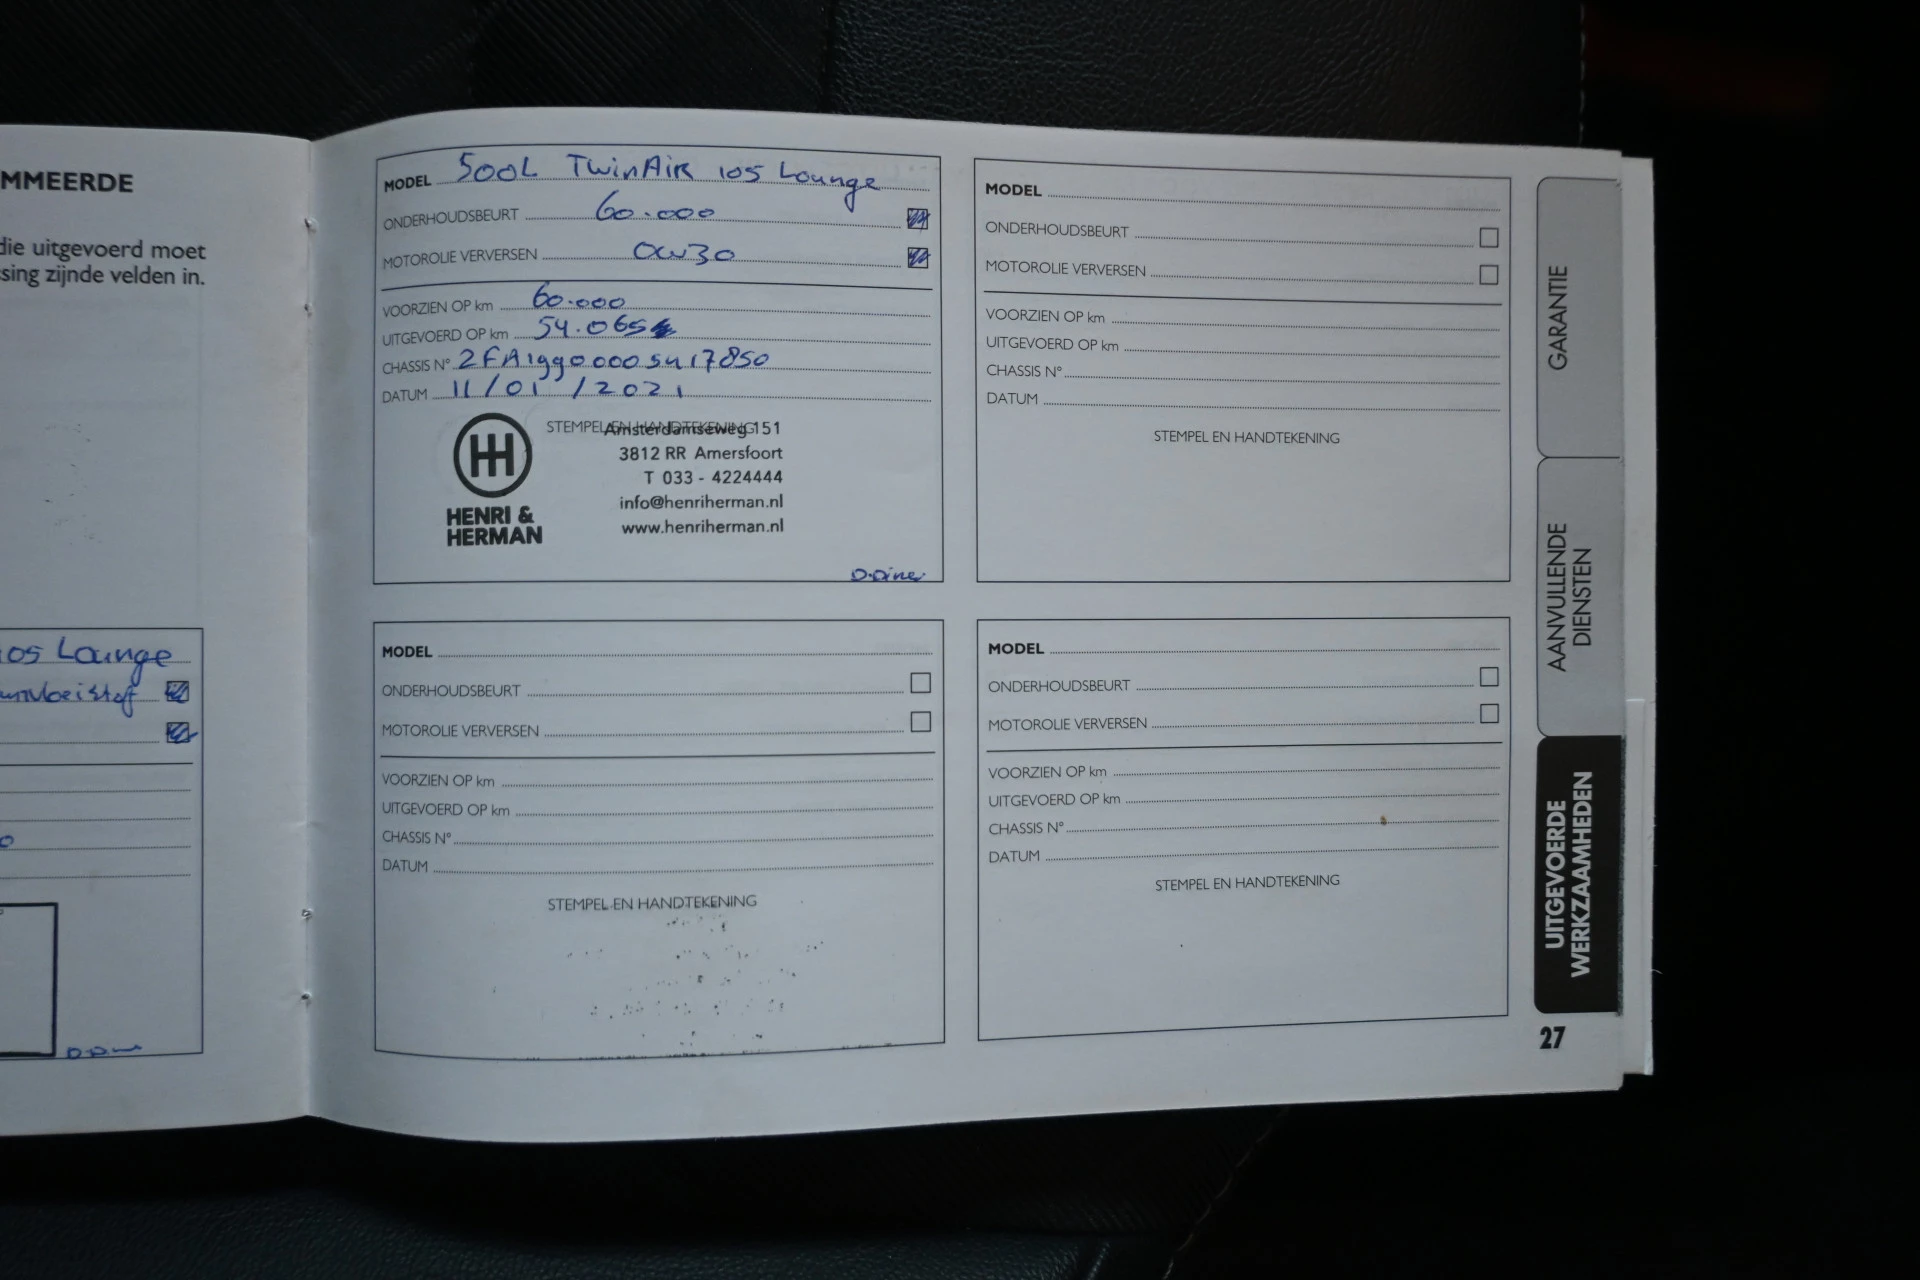 MMEERDE
die uitgevoerd moet
ssing zijnde velden in.
105 Lounge
MODEL 500L TwinAir 105 Lounge
ONDERHOUDSBEURT 60.000
MOTOROLIE VERVERSEN 0W30
VOORZIEN OP km 60.000
UITGEVOERD OP km 54.065
CHASSIS N° 2FA19900005417850
DATUM 11/01/2021
STEMPEL EN HANDTEKENING
HENRI &
HERMAN
Amsterdamseweg 151
3812 RR Amersfoort
T 033 - 4224444
info@henriherman.nl
www.henriherman.nl
MODEL
ONDERHOUDSBEURT
MOTOROLIE VERVERSEN
VOORZIEN OP km
UITGEVOERD OP km
CHASSIS N°
DATUM
STEMPEL EN HANDTEKENING
MODEL
ONDERHOUDSBEURT
MOTOROLIE VERVERSEN
VOORZIEN OP km
UITGEVOERD OP km
CHASSIS N°
DATUM
STEMPEL EN HANDTEKENING
MODEL
ONDERHOUDSBEURT
MOTOROLIE VERVERSEN
VOORZIEN OP km
UITGEVOERD OP km
CHASSIS N°
DATUM
STEMPEL EN HANDTEKENING
GARANTIE
AANVULLENDE
DIENSTEN
UITGEVOERDE
WERKZAAMHEDEN
27